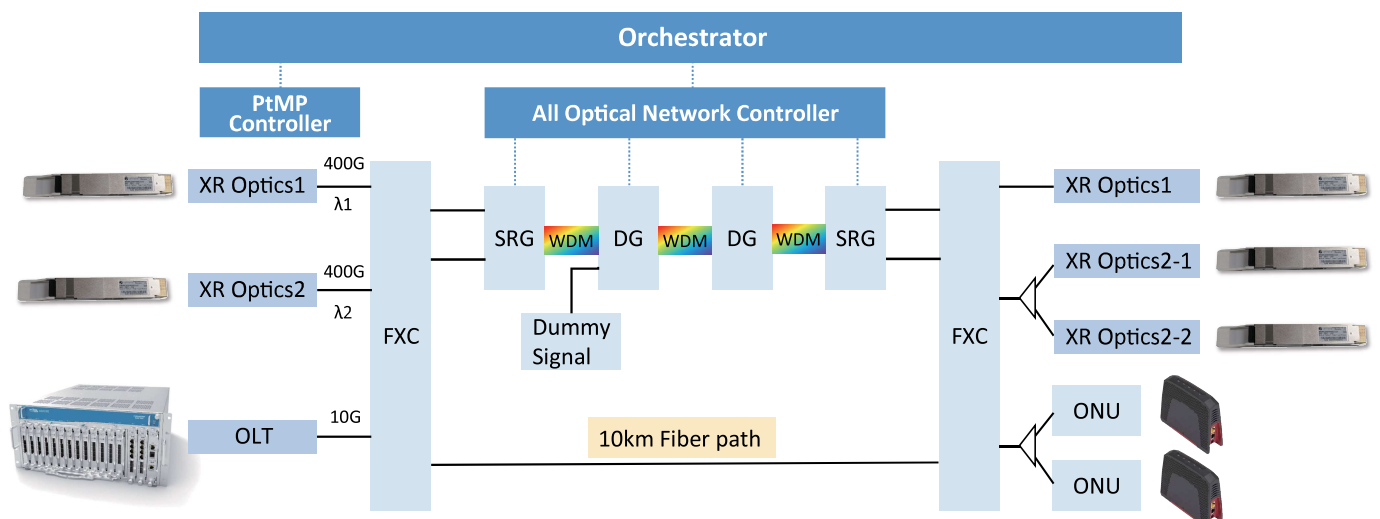 Orchestrator
PtMP
Controller
All Optical Network Controller
400G
XR Optics1
λ1
400G
XR Optics2
λ2
10G
OLT
FXC
SRG
WDM
DG
WDM
DG
WDM
SRG
Dummy
Signal
10km Fiber path
FXC
XR Optics1
XR Optics2-1
XR Optics2-2
ONU
ONU